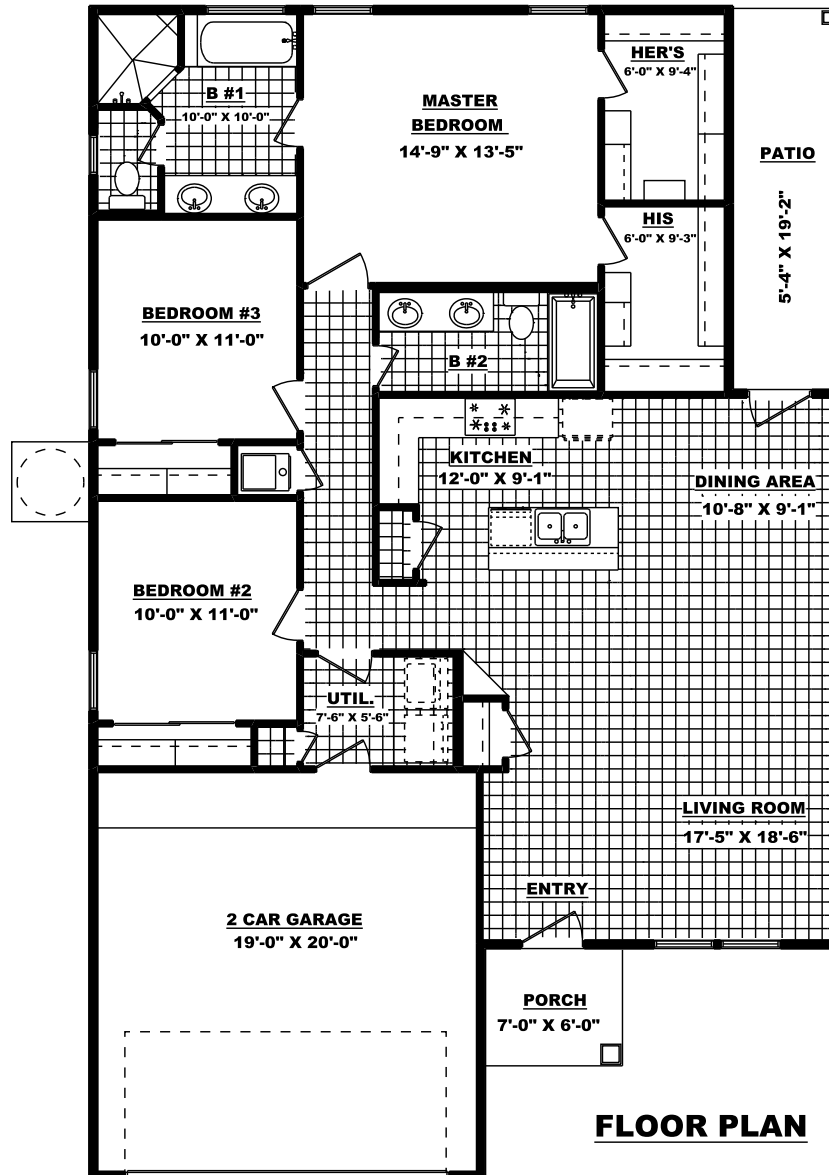 HER'S
6'-0" X 9'-4"
B #1
10'-0" X 10'-0"
MASTER
BEDROOM
14'-9" X 13'-5"
PATIO
5'-4" X 19'-2"
HIS
6'-0" X 9'-3"
BEDROOM #3
10'-0" X 11'-0"
B #2
KITCHEN
12'-0" X 9'-1"
DINING AREA
10'-8" X 9'-1"
BEDROOM #2
10'-0" X 11'-0"
UTIL.
7'-6" X 5'-6"
LIVING ROOM
17'-5" X 18'-6"
ENTRY
2 CAR GARAGE
19'-0" X 20'-0"
PORCH
7'-0" X 6'-0"
FLOOR PLAN